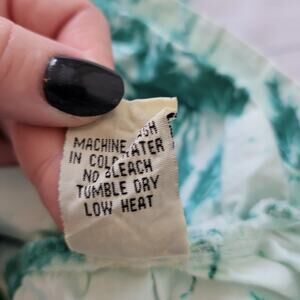 MACHINE WASH
IN COLD WATER
NO BLEACH
TUMBLE DRY
LOW HEAT